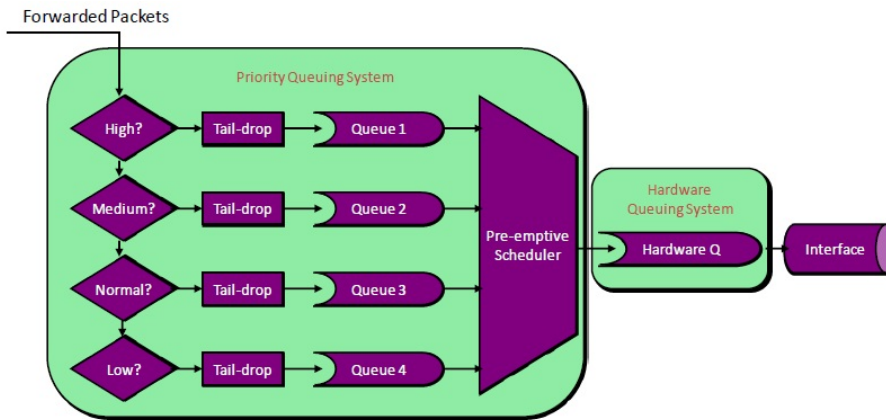 Forwarded Packets
Priority Queuing System
High?
Tail-drop
Queue 1
Medium?
Tail-drop
Queue 2
Normal?
Tail-drop
Queue 3
Low?
Tail-drop
Queue 4
Pre-emptive
Scheduler
Hardware
Queuing System
Hardware Q
Interface